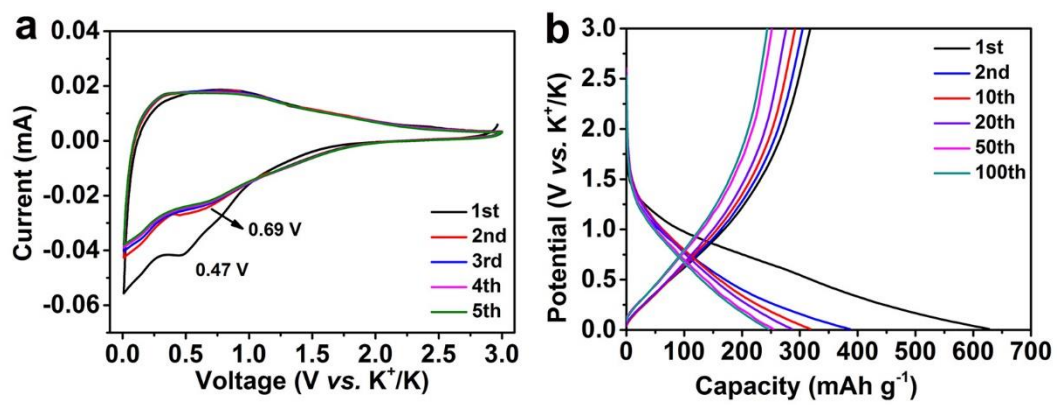 a
0.04
0.02
0.00
-0.02
-0.04
-0.06
Current (mA)
0.69 V
0.47 V
1st
2nd
3rd
4th
5th
0.0 0.5 1.0 1.5 2.0 2.5 3.0
Voltage (V vs. K⁺/K)
b
3.0
2.5
2.0
1.5
1.0
0.5
0.0
Potential (V vs. K⁺/K)
1st
2nd
10th
20th
50th
100th
0 100 200 300 400 500 600 700
Capacity (mAh g⁻¹)